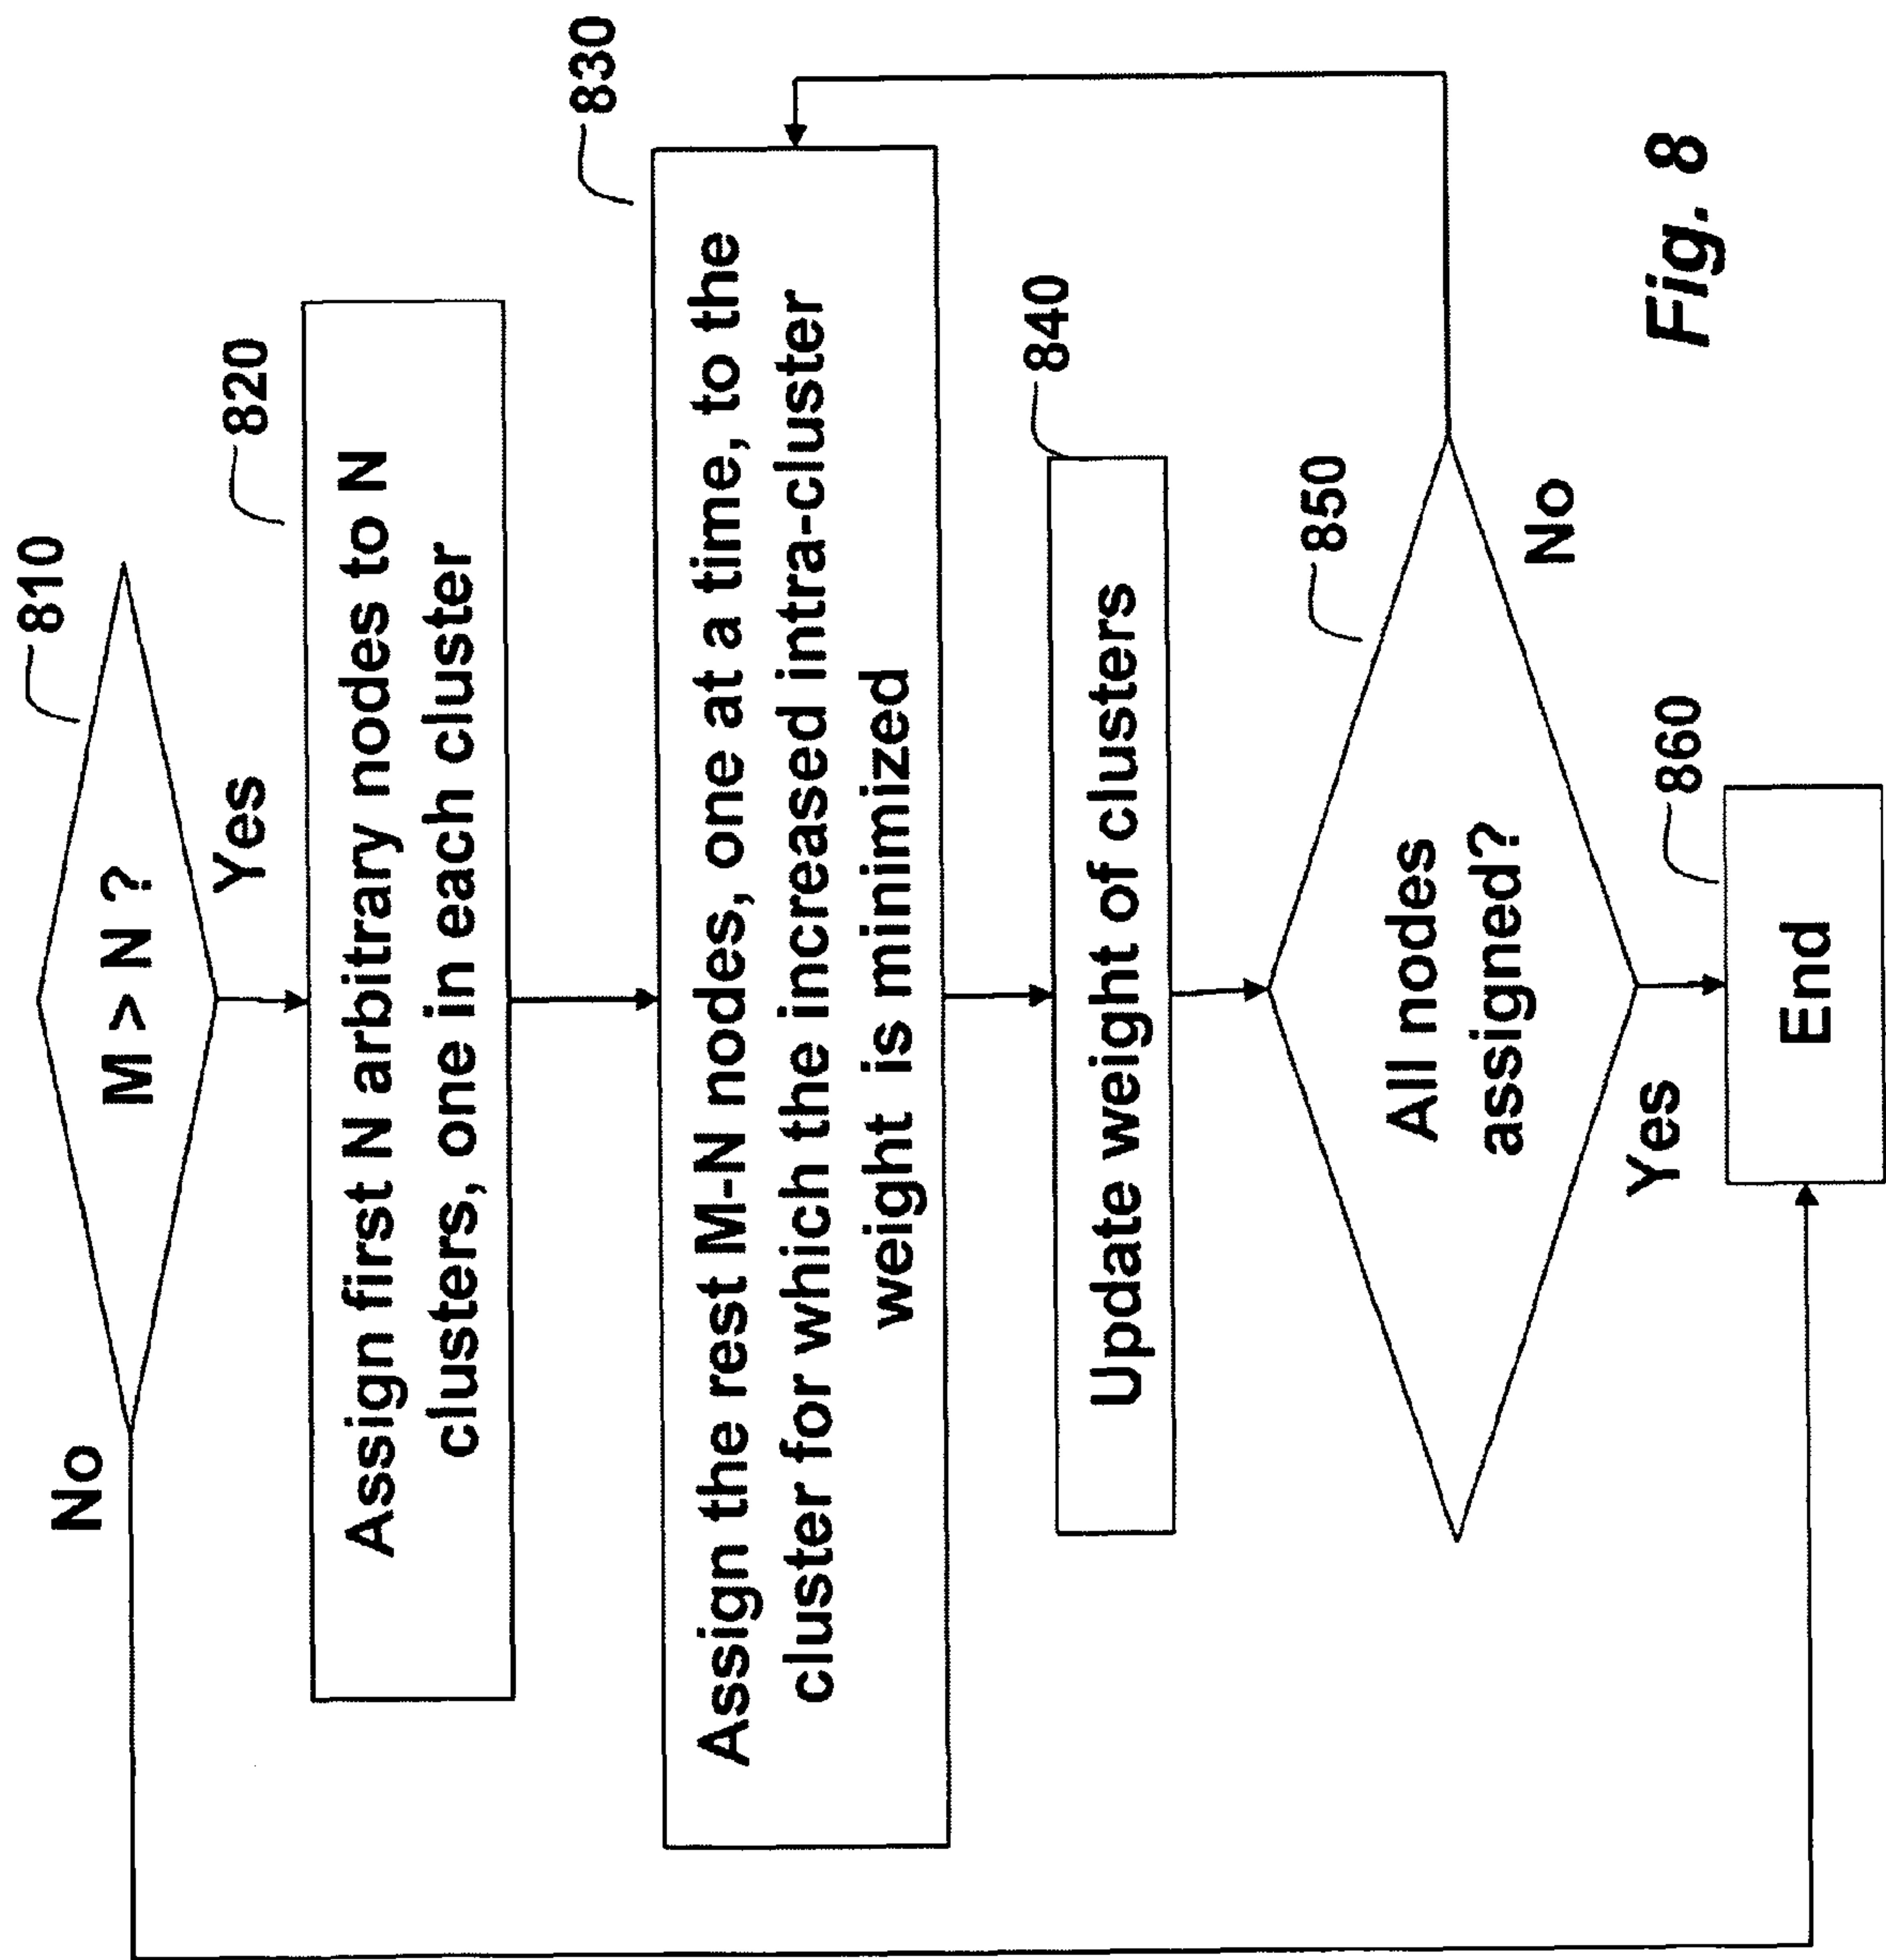 810
M > N ?
No
Yes
820
Assign first N arbitrary nodes to N
clusters, one in each cluster
830
Assign the rest M-N nodes, one at a time, to the
cluster for which the increased intra-cluster
weight is minimized
840
Update weight of clusters
850
All nodes
assigned?
No
Yes
860
End
Fig. 8